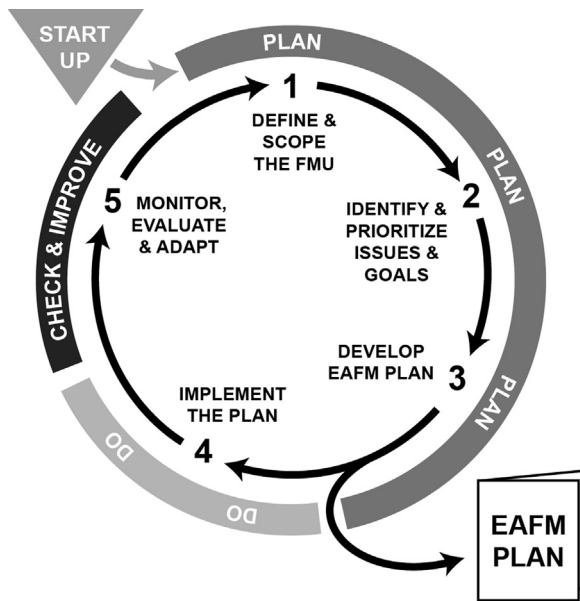 START
UP
PLAN
1
DEFINE &
SCOPE
THE FMU
PLAN
2
IDENTIFY &
PRIORITIZE
ISSUES &
GOALS
PLAN
3
DEVELOP
EAFM PLAN
4
IMPLEMENT
THE PLAN
DO
DO
5
MONITOR,
EVALUATE
& ADAPT
CHECK & IMPROVE
EAFM
PLAN